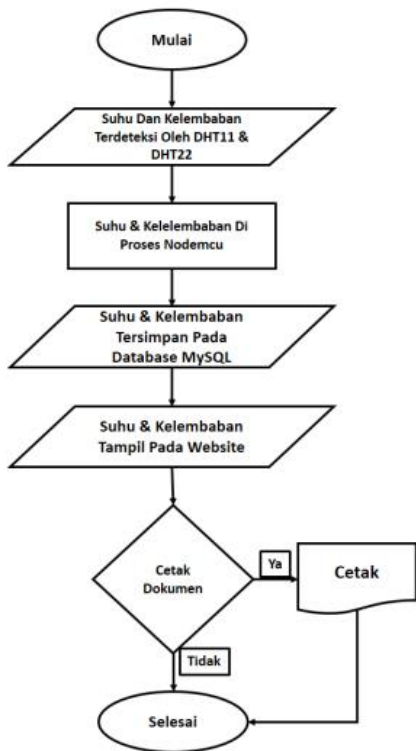 Mulai
Suhu Dan Kelembaban
Terdeteksi Oleh DHT11 &
DHT22
Suhu & Kelelembaban Di
Proses Nodemcu
Suhu & Kelembaban
Tersimpan Pada
Database MySQL
Suhu & Kelembaban
Tampil Pada Website
Cetak
Dokumen
Ya
Cetak
Tidak
Selesai